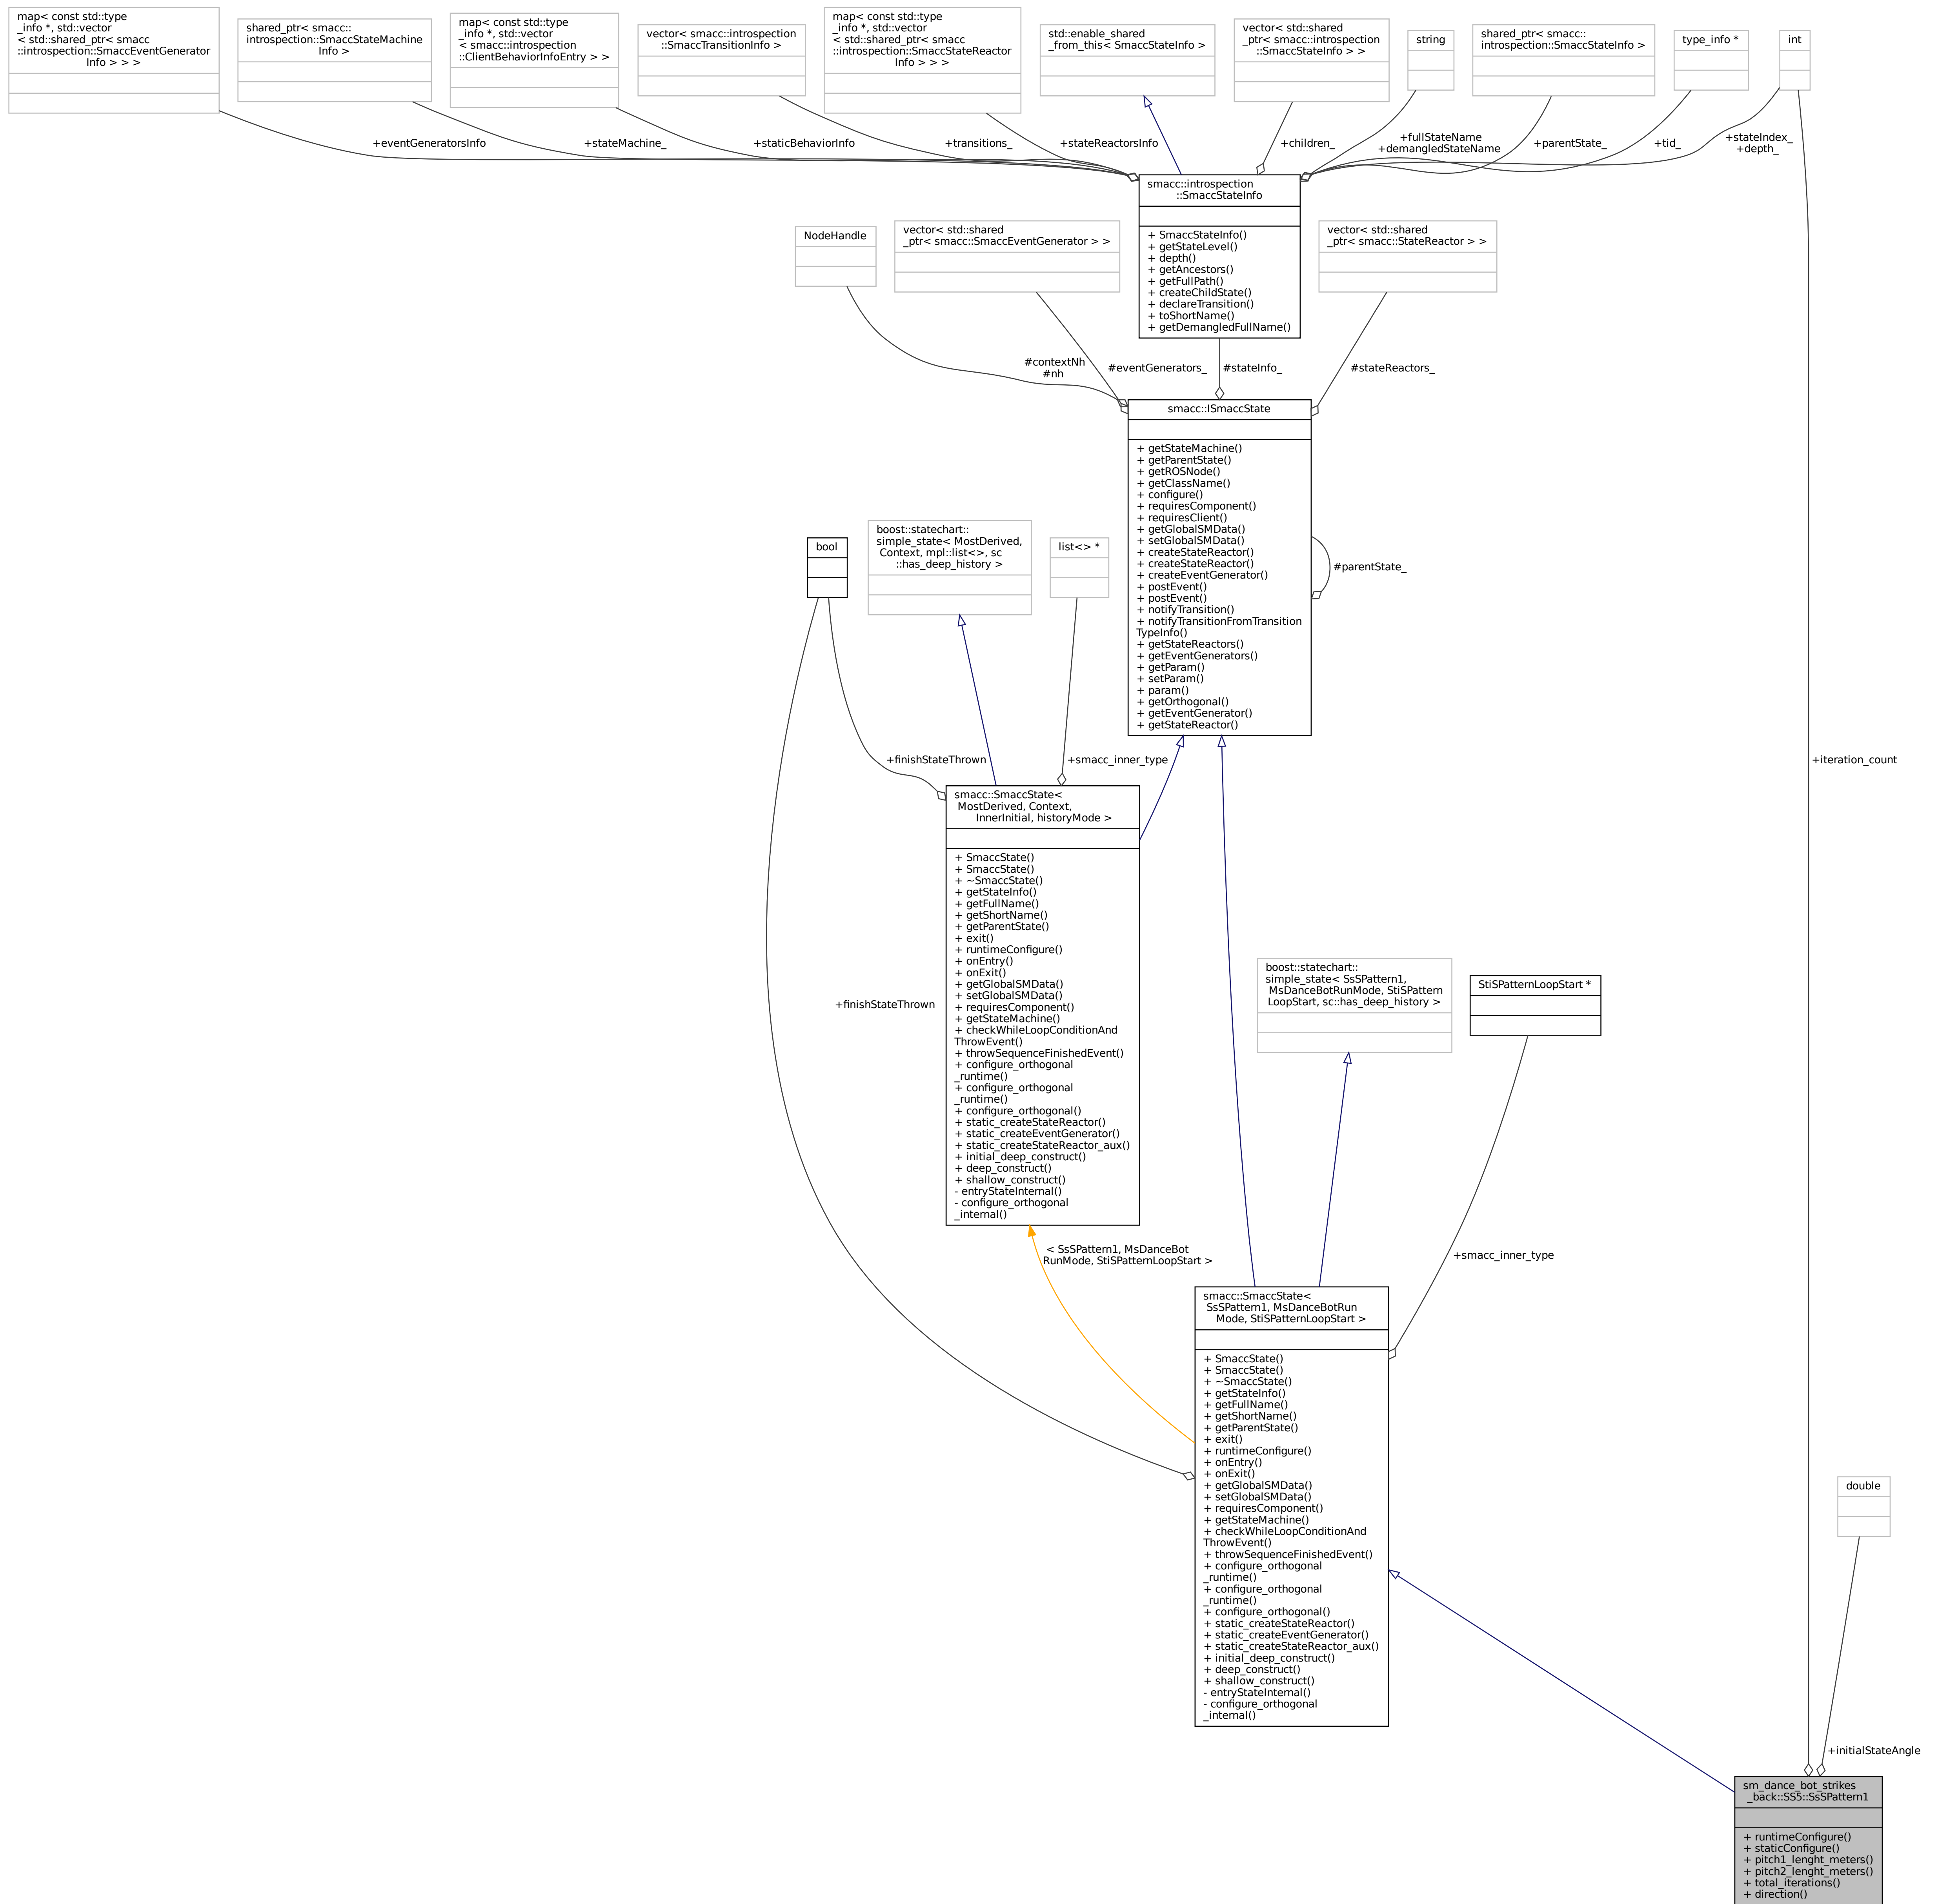 map< const std::type
_info *, std::vector
< std::shared_ptr< smacc
::introspection::SmaccEventGenerator
Info > > >
shared_ptr< smacc::
introspection::SmaccStateMachine
Info >
map< const std::type
_info *, std::vector
< smacc::introspection
::ClientBehaviorInfoEntry > >
vector< smacc::introspection
::SmaccTransitionInfo >
map< const std::type
_info *, std::vector
< std::shared_ptr< smacc
::introspection::SmaccStateReactor
Info > > >
std::enable_shared
_from_this< SmaccStateInfo >
vector< std::shared
_ptr< smacc::introspection
::SmaccStateInfo > >
string
shared_ptr< smacc::
introspection::SmaccStateInfo >
type_info *
int
+eventGeneratorsInfo
+stateMachine_
+staticBehaviorInfo
+transitions_
+stateReactorsInfo
+children_
+fullStateName
+demangledStateName
+parentState_
+tid_
+stateIndex_
+depth_
smacc::introspection
::SmaccStateInfo
+ SmaccStateInfo()
+ getStateLevel()
+ depth()
+ getAncestors()
+ getFullPath()
+ createChildState()
+ declareTransition()
+ toShortName()
+ getDemangledFullName()
NodeHandle
vector< std::shared
_ptr< smacc::SmaccEventGenerator > >
vector< std::shared
_ptr< smacc::StateReactor > >
#contextNh
#nh
#eventGenerators_
#stateInfo_
#stateReactors_
smacc::ISmaccState
+ getStateMachine()
+ getParentState()
+ getROSNode()
+ getClassName()
+ configure()
+ requiresComponent()
+ requiresClient()
+ getGlobalSMData()
+ setGlobalSMData()
+ createStateReactor()
+ createStateReactor()
+ createEventGenerator()
+ postEvent()
+ postEvent()
+ notifyTransition()
+ notifyTransitionFromTransition
TypeInfo()
+ getStateReactors()
+ getEventGenerators()
+ getParam()
+ setParam()
+ param()
+ getOrthogonal()
+ getEventGenerator()
+ getStateReactor()
#parentState_
bool
boost::statechart::
simple_state< MostDerived,
Context, mpl::list<>, sc
::has_deep_history >
list<> *
+finishStateThrown
+smacc_inner_type
+iteration_count
smacc::SmaccState<
MostDerived, Context,
InnerInitial, historyMode >
+ SmaccState()
+ SmaccState()
+ ~SmaccState()
+ getStateInfo()
+ getFullName()
+ getShortName()
+ getParentState()
+ exit()
+ runtimeConfigure()
+ onEntry()
+ onExit()
+ getGlobalSMData()
+ setGlobalSMData()
+ requiresComponent()
+ getStateMachine()
+ checkWhileLoopConditionAnd
ThrowEvent()
+ throwSequenceFinishedEvent()
+ configure_orthogonal
_runtime()
+ configure_orthogonal
_runtime()
+ configure_orthogonal()
+ static_createStateReactor()
+ static_createEventGenerator()
+ static_createStateReactor_aux()
+ initial_deep_construct()
+ deep_construct()
+ shallow_construct()
- entryStateInternal()
- configure_orthogonal
_internal()
+finishStateThrown
boost::statechart::
simple_state< SsSPattern1,
MsDanceBotRunMode, StiSPattern
LoopStart, sc::has_deep_history >
StiSPatternLoopStart *
< SsSPattern1, MsDanceBot
RunMode, StiSPatternLoopStart >
+smacc_inner_type
smacc::SmaccState<
SsSPattern1, MsDanceBotRun
Mode, StiSPatternLoopStart >
+ SmaccState()
+ SmaccState()
+ ~SmaccState()
+ getStateInfo()
+ getFullName()
+ getShortName()
+ getParentState()
+ exit()
+ runtimeConfigure()
+ onEntry()
+ onExit()
+ getGlobalSMData()
+ setGlobalSMData()
+ requiresComponent()
+ getStateMachine()
+ checkWhileLoopConditionAnd
ThrowEvent()
+ throwSequenceFinishedEvent()
+ configure_orthogonal
_runtime()
+ configure_orthogonal
_runtime()
+ configure_orthogonal()
+ static_createStateReactor()
+ static_createEventGenerator()
+ static_createStateReactor_aux()
+ initial_deep_construct()
+ deep_construct()
+ shallow_construct()
- entryStateInternal()
- configure_orthogonal
_internal()
double
+initialStateAngle
sm_dance_bot_strikes
_back::SS5::SsSPattern1
+ runtimeConfigure()
+ staticConfigure()
+ pitch1_lenght_meters()
+ pitch2_lenght_meters()
+ total_iterations()
+ direction()